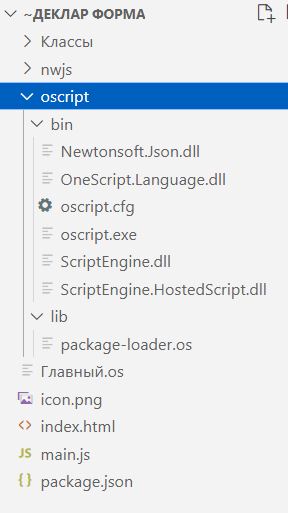 ~ДЕКЛАР ФОРМА
Классы
nwjs
oscript
bin
Newtonsoft.Json.dll
OneScript.Language.dll
oscript.cfg
oscript.exe
ScriptEngine.dll
ScriptEngine.HostedScript.dll
lib
package-loader.os
Главный.os
icon.png
<> index.html
JS main.js
{} package.json